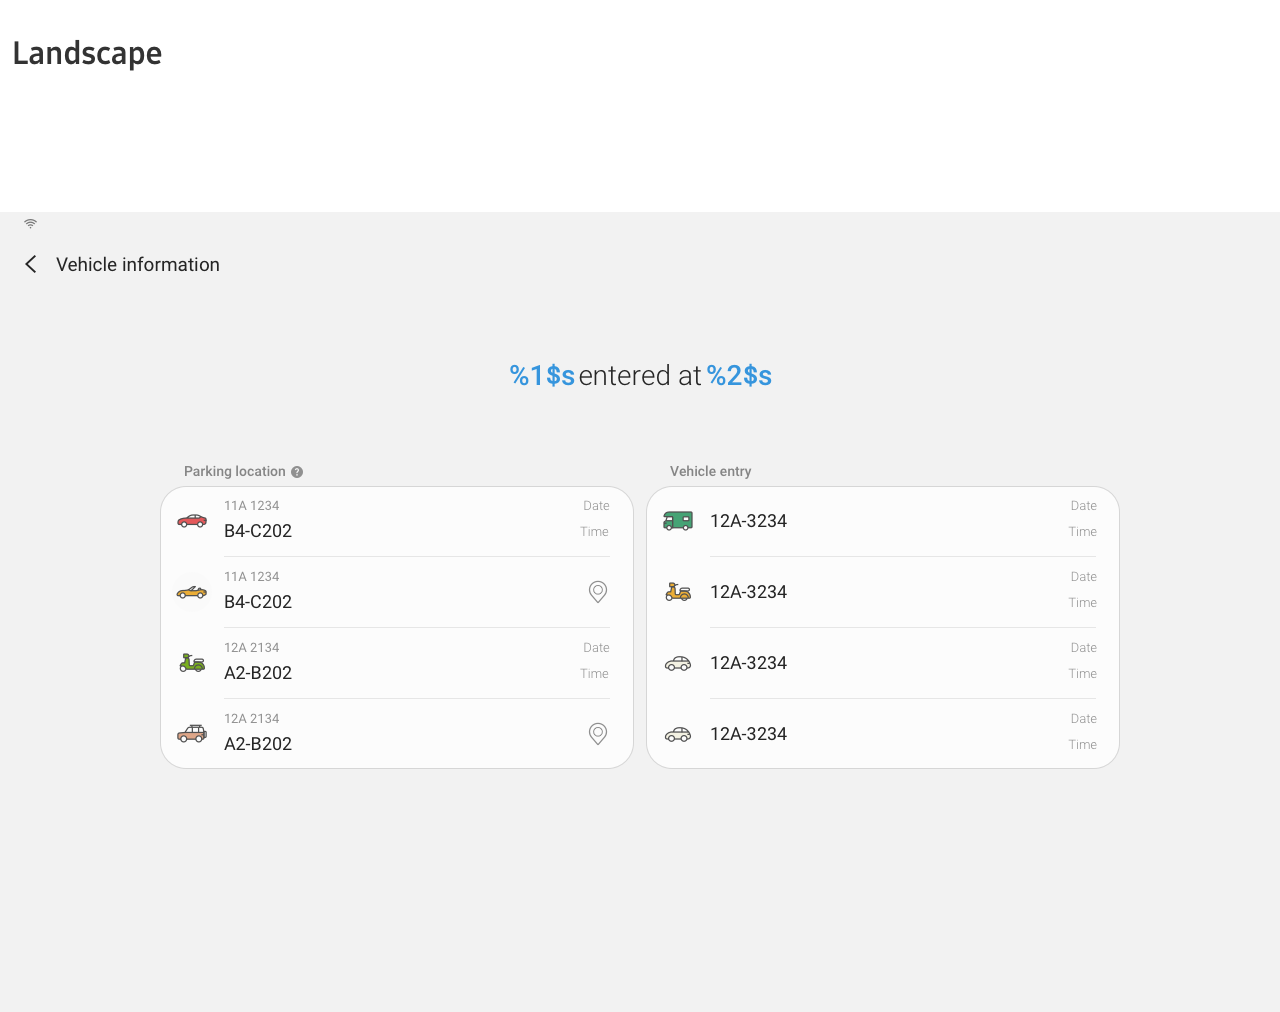 Landscape
Vehicle information
%1$s entered at %2$s
Parking location ?
11A 1234
B4-C202
Date
Time
11A 1234
B4-C202
12A 2134
A2-B202
Date
Time
12A 2134
A2-B202
Vehicle entry
12A-3234
Date
Time
12A-3234
Date
Time
12A-3234
Date
Time
12A-3234
Date
Time